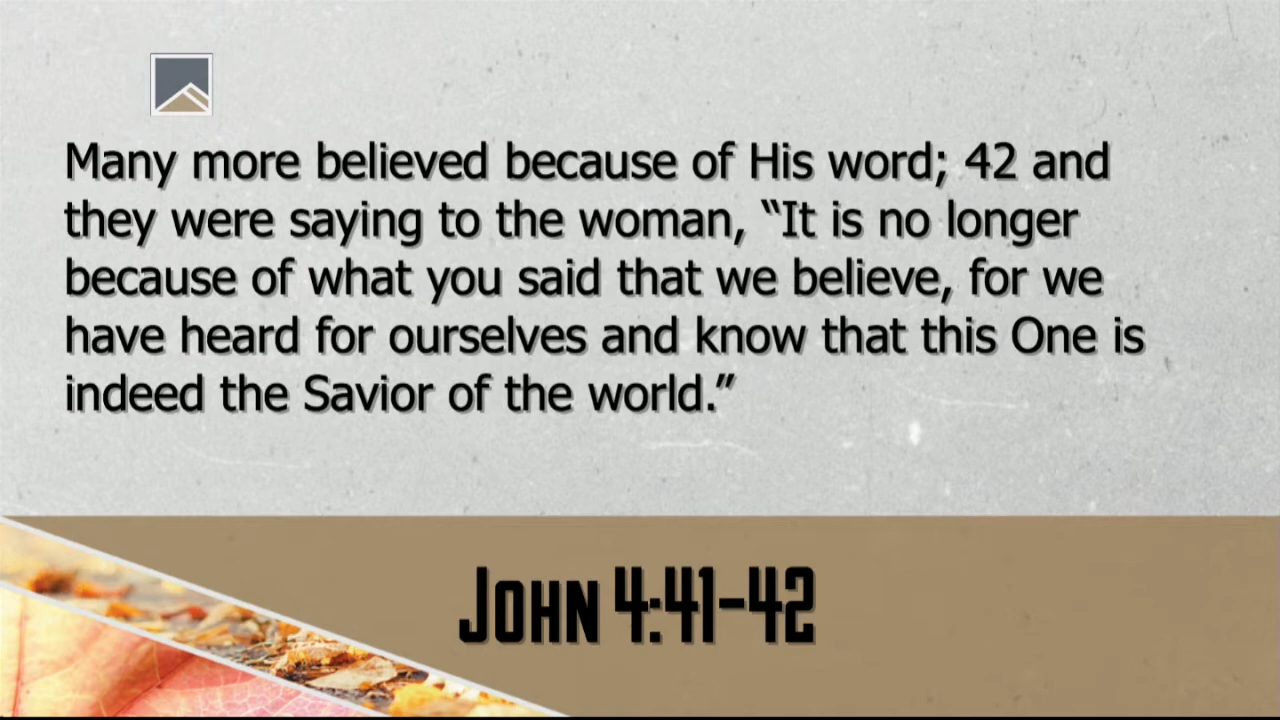 Many more believed because of His word; 42 and
they were saying to the woman, “It is no longer
because of what you said that we believe, for we
have heard for ourselves and know that this One is
indeed the Savior of the world.”
John 4:41-42